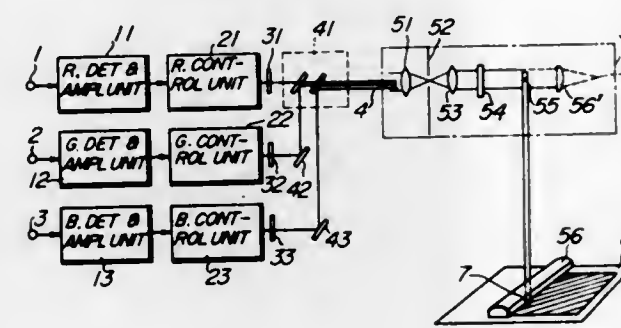 1
11
R. DET &
AMPL UNIT
21
R. CONT-
ROL UNIT
31
41
4
51
52
53
54
55
56'
2
12
G. DET &
AMPL UNIT
22
G. CONT-
ROL UNIT
32
42
3
B. DET &
AMPL UNIT
13
B. CONT-
ROL UNIT
23
33
43
7
56